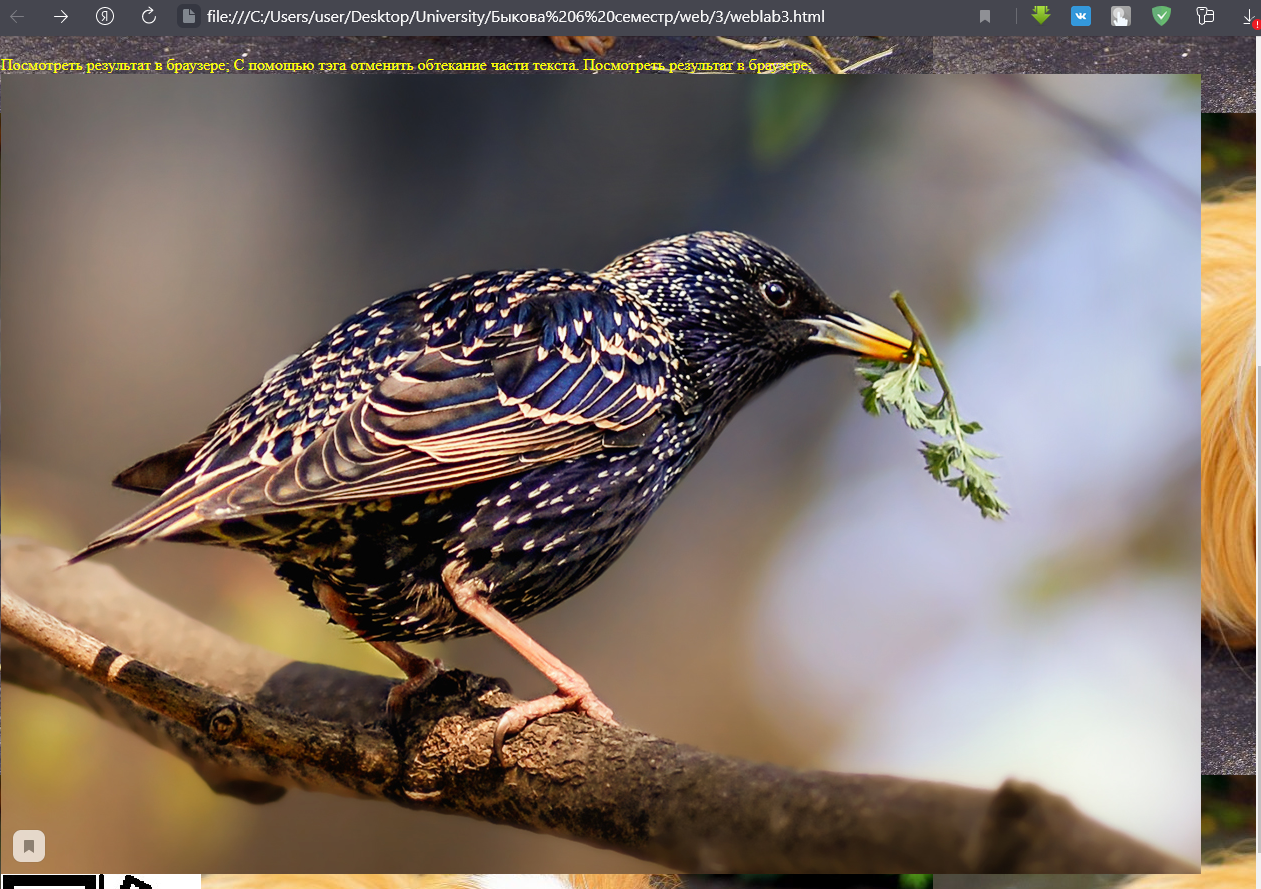 file:///C:/Users/user/Desktop/University/Быкова%206%20семестр/web/3/weblab3.html
Посмотреть результат в браузере; С помощью тэга отменить обтекание части текста. Посмотреть результат в браузере;